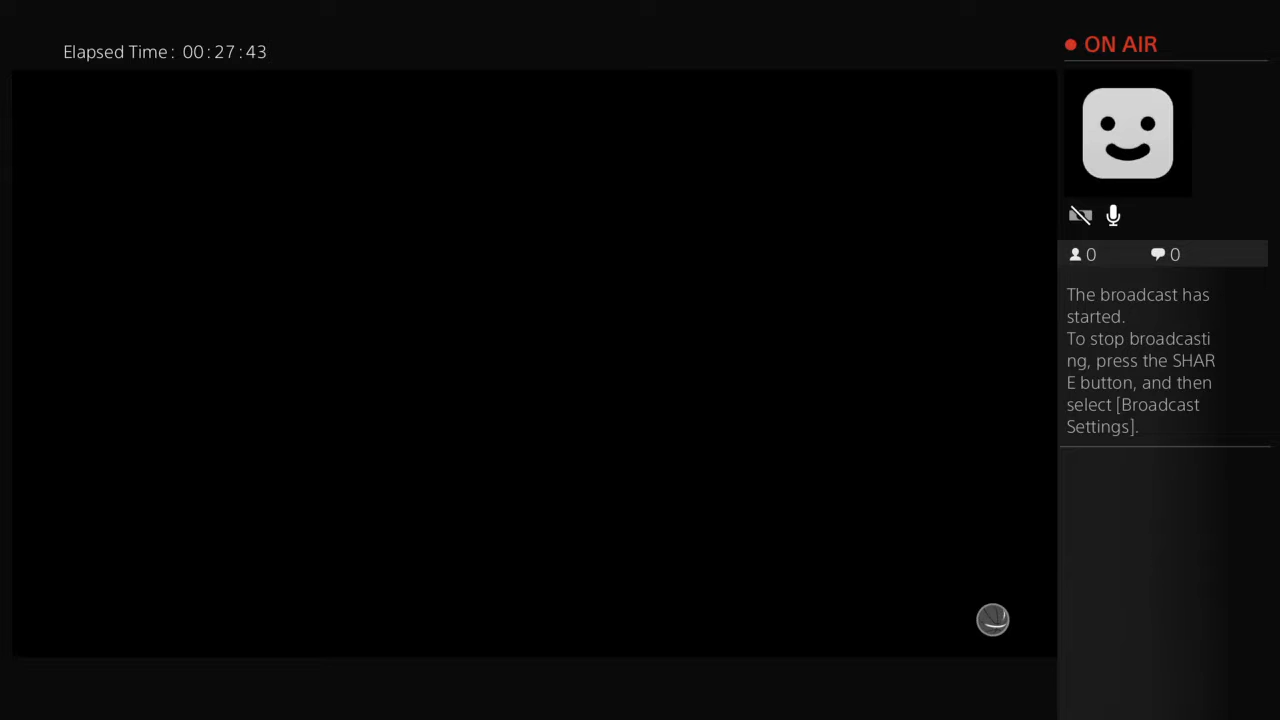 Elapsed Time: 00:27:43
ON AIR
0 0
The broadcast has
started.
To stop broadcasti
ng, press the SHAR
E button, and then
select [Broadcast
Settings].